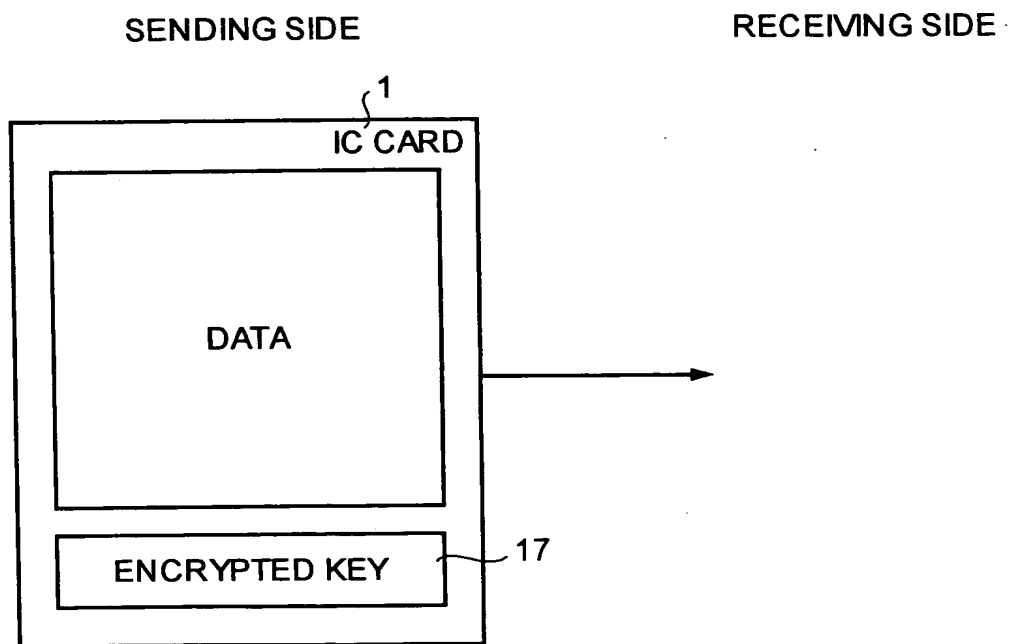 SENDING SIDE
RECEIVING SIDE
1
IC CARD
DATA
ENCRYPTED KEY
17